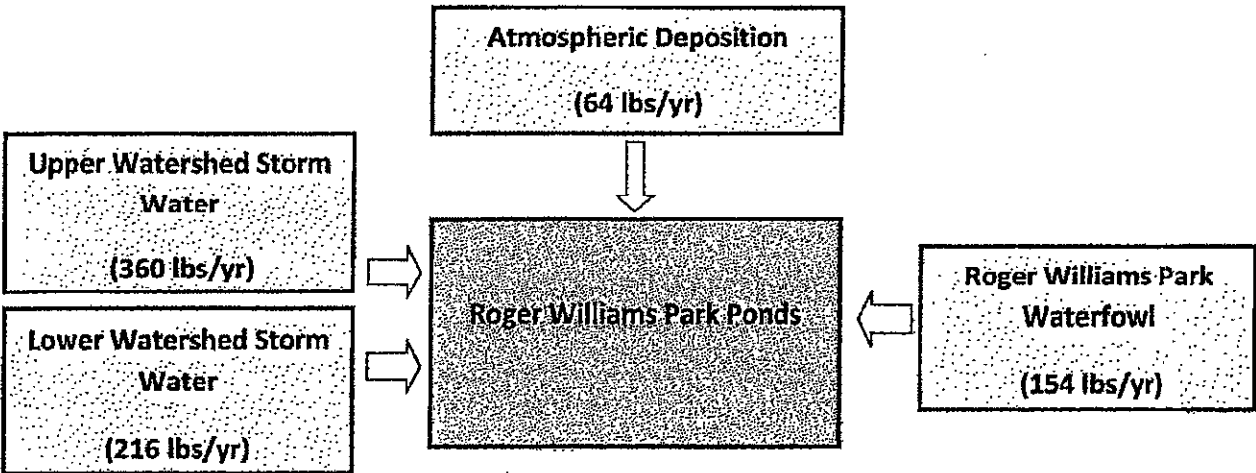 Atmospheric Deposition
(64 lbs/yr)
Upper Watershed Storm
Water
(360 lbs/yr)
Lower Watershed Storm
Water
(216 lbs/yr)
Roger Williams Park Ponds
Roger Williams Park
Waterfowl
(154 lbs/yr)